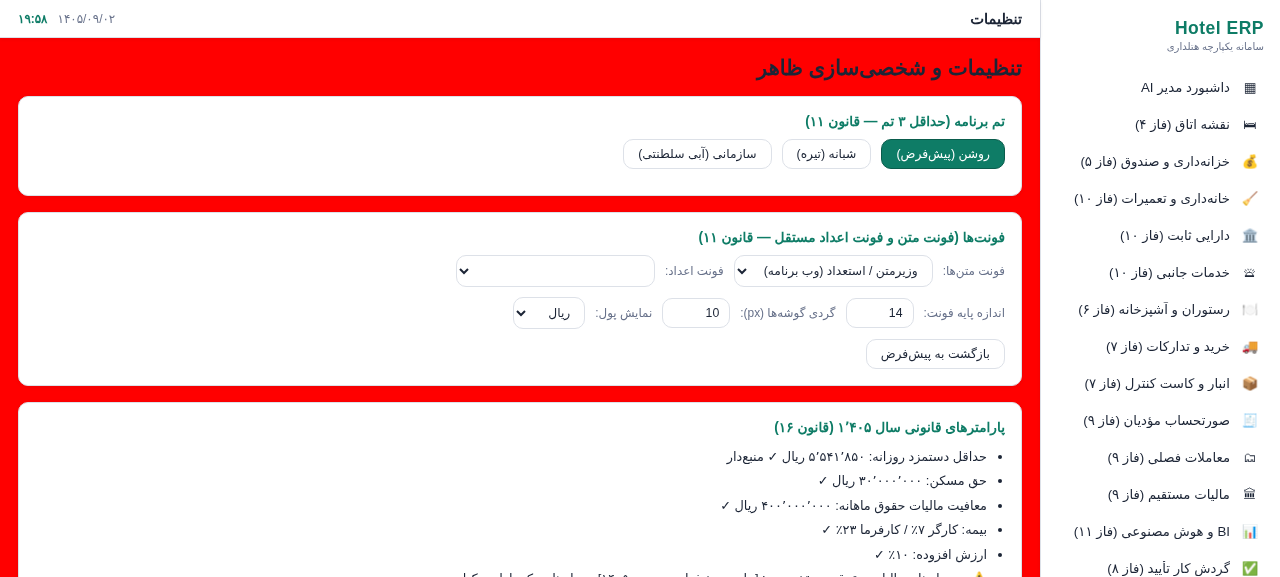 Hotel ERP
سامانه یکپارچه هتلداری
داشبورد مدیر AI
نقشه اتاق (فاز ۴)
خزانه‌داری و صندوق (فاز ۵)
خانه‌داری و تعمیرات (فاز ۱۰)
دارایی ثابت (فاز ۱۰)
خدمات جانبی (فاز ۱۰)
رستوران و آشپزخانه (فاز ۶)
خرید و تدارکات (فاز ۷)
انبار و کاست کنترل (فاز ۷)
صورتحساب مؤدیان (فاز ۹)
معاملات فصلی (فاز ۹)
مالیات مستقیم (فاز ۹)
BI و هوش مصنوعی (فاز ۱۱)
گردش کار تأیید (فاز ۸)
تنظیمات
۱۴۰۵/۰۹/۰۲ ۱۹:۵۸
تنظیمات و شخصی‌سازی ظاهر
تم برنامه (حداقل ۳ تم — قانون ۱۱)
روشن (پیش‌فرض) شبانه (تیره) سازمانی (آبی سلطنتی)
فونت‌ها (فونت متن و فونت اعداد مستقل — قانون ۱۱)
فونت متن‌ها: وزیرمتن / استعداد (وب برنامه) فونت اعداد:
اندازه پایه فونت: 14 گردی گوشه‌ها (px): 10 نمایش پول: ریال
بازگشت به پیش‌فرض
پارامترهای قانونی سال ۱٬۴۰۵ (قانون ۱۶)
حداقل دستمزد روزانه: ۵٬۵۴۱٬۸۵۰ ریال ✓ منبع‌دار
حق مسکن: ۳۰٬۰۰۰٬۰۰۰ ریال ✓
معافیت مالیات حقوق ماهانه: ۴۰۰٬۰۰۰٬۰۰۰ ریال ✓
بیمه: کارگر ۷٪ / کارفرما ۲۳٪ ✓
ارزش افزوده: ۱۰٪ ✓